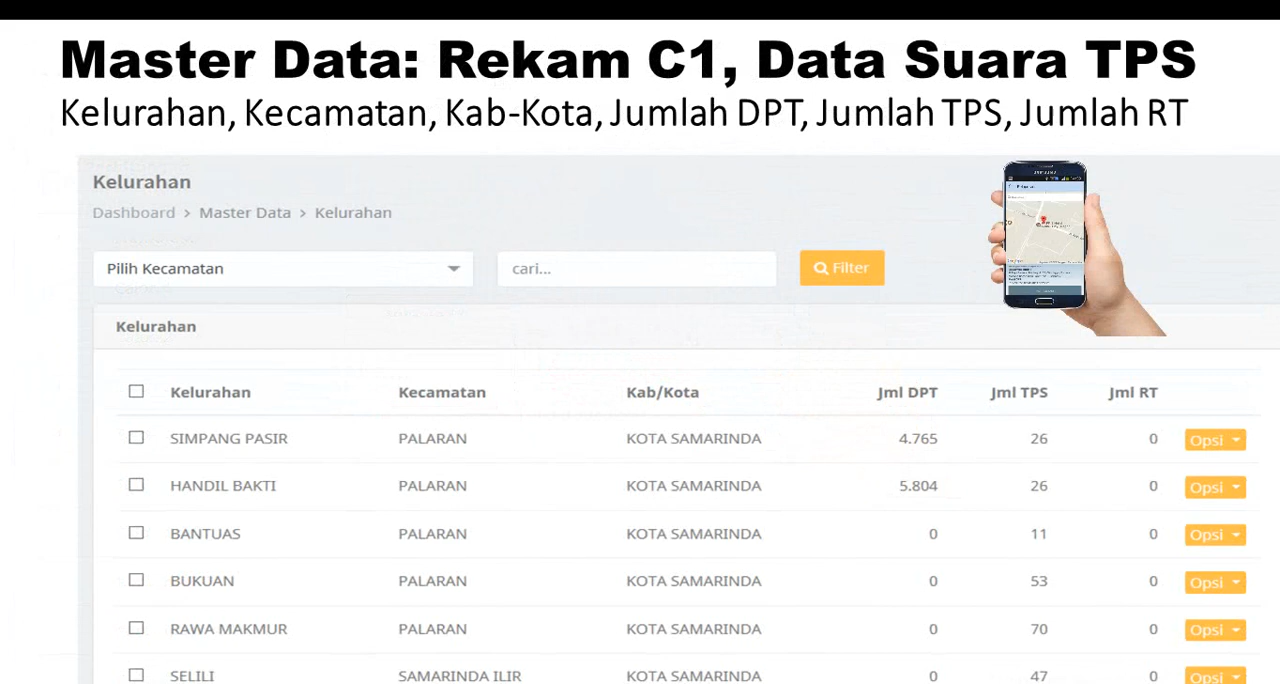 Master Data: Rekam C1, Data Suara TPS
Kelurahan, Kecamatan, Kab-Kota, Jumlah DPT, Jumlah TPS, Jumlah RT
Kelurahan
Dashboard > Master Data > Kelurahan
Pilih Kecamatan cari... Filter
Kelurahan
Kelurahan Kecamatan Kab/Kota Jml DPT Jml TPS Jml RT
SIMPANG PASIR PALARAN KOTA SAMARINDA 4.765 26 0 Opsi
HANDIL BAKTI PALARAN KOTA SAMARINDA 5.804 26 0 Opsi
BANTUAS PALARAN KOTA SAMARINDA 0 11 0 Opsi
BUKUAN PALARAN KOTA SAMARINDA 0 53 0 Opsi
RAWA MAKMUR PALARAN KOTA SAMARINDA 0 70 0 Opsi
SELILI SAMARINDA ILIR KOTA SAMARINDA 0 47 0 Opsi